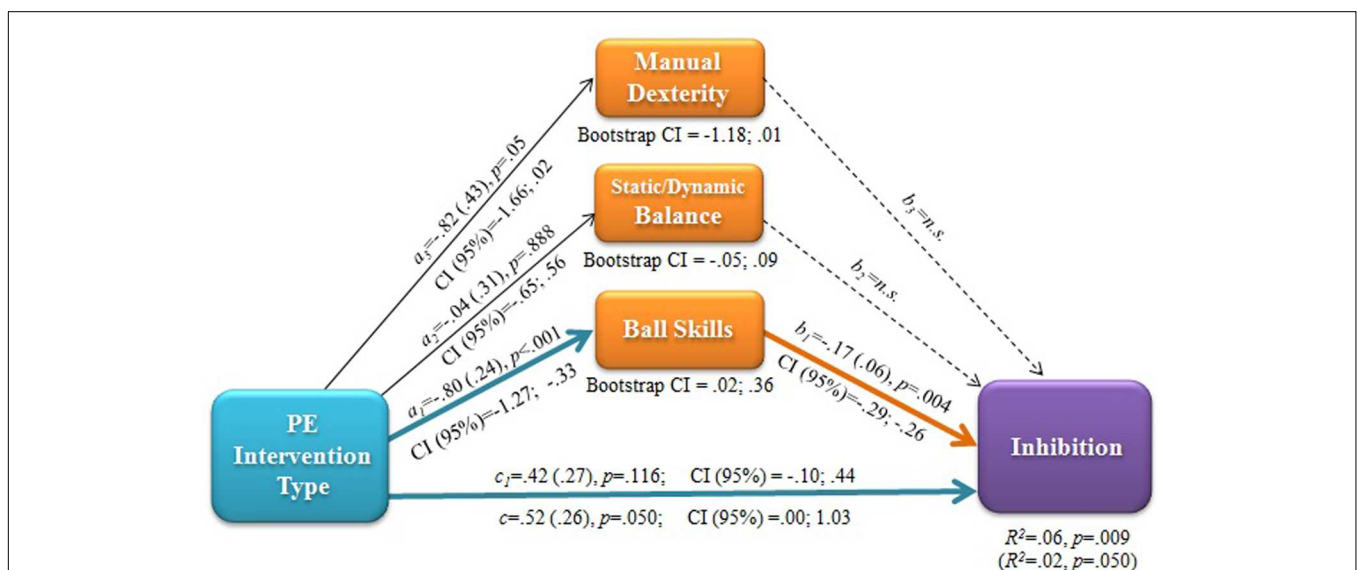 Manual
Dexterity
Bootstrap CI = -1.18; .01
a3=-.82 (.43), p=.05
CI (95%)=-1.66; .02
b3=n.s.
Static/Dynamic
Balance
Bootstrap CI = -.05; .09
a2=-.04 (.31), p=.888
CI (95%)=-.65; .56
b2=n.s.
Ball Skills
Bootstrap CI = .02; .36
a1=-.80 (.24), p<.001
CI (95%)=-1.27; -.33
b1=-.17 (.06), p=.004
CI (95%)=-.29; -.26
PE
Intervention
Type
Inhibition
c1=.42 (.27), p=.116; CI (95%) = -.10; .44
c=.52 (.26), p=.050; CI (95%) =.00; 1.03
R²=.06, p=.009
(R²=.02, p=.050)